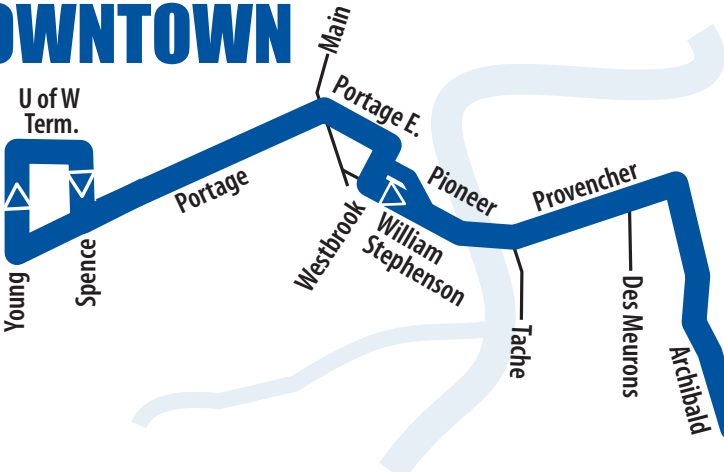 OWNTOWN
Main
U of W
Term.
Portage E.
Portage
Pioneer
Provencher
Westbrook
William
Stephenson
Young
Spence
Tache
Des Meurons
Archibald